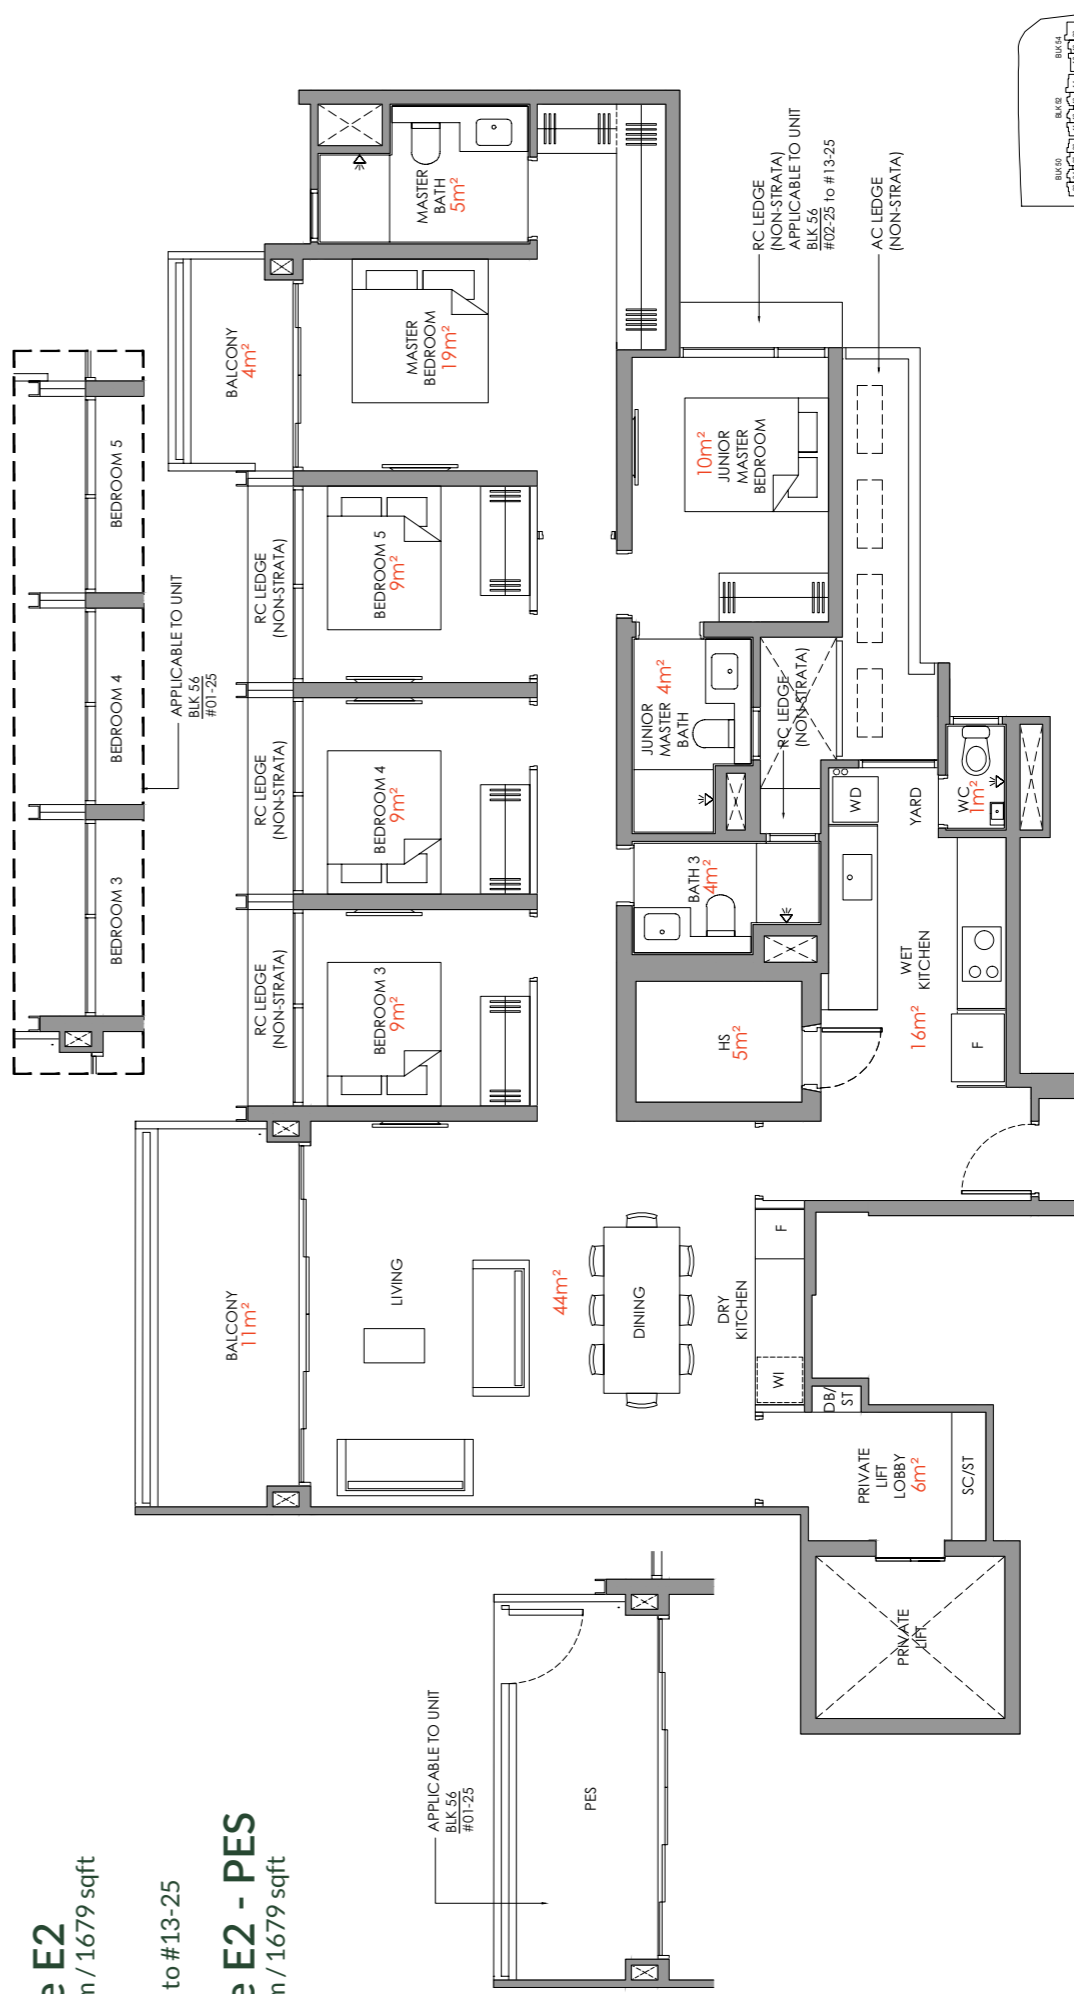 E2
/ 1679 sqft
to #13-25
E2 - PES
/ 1679 sqft
BEDROOM 3
BEDROOM 4
BEDROOM 5
APPLICABLE TO UNIT
BLK 56
#01-25
APPLICABLE TO UNIT
BLK 56
#01-25
PES
BALCONY
11m²
RC LEDGE
(NON-STRATA)
RC LEDGE
(NON-STRATA)
RC LEDGE
(NON-STRATA)
BALCONY
4m²
LIVING
44m²
DINING
DRY
KITCHEN
WI
F
BEDROOM 3
9m²
BEDROOM 4
9m²
BEDROOM 5
9m²
MASTER
BEDROOM
19m²
MASTER
BATH
5m²
RC LEDGE
(NON-STRATA)
APPLICABLE TO UNIT
BLK 56
#02-25 to #13-25
AC LEDGE
(NON-STRATA)
10m²
JUNIOR
MASTER
BEDROOM
JUNIOR
MASTER 4m²
BATH
RC LEDGE
(NON-STRATA)
BATH 3
4m²
HS
5m²
WET
KITCHEN
16m²
F
WD
YARD
WC
1m²
DB/
ST
PRIVATE
LIFT
LOBBY
6m²
SC/ST
PRIVATE
LIFT
BLK 50
BLK 52
BLK 54